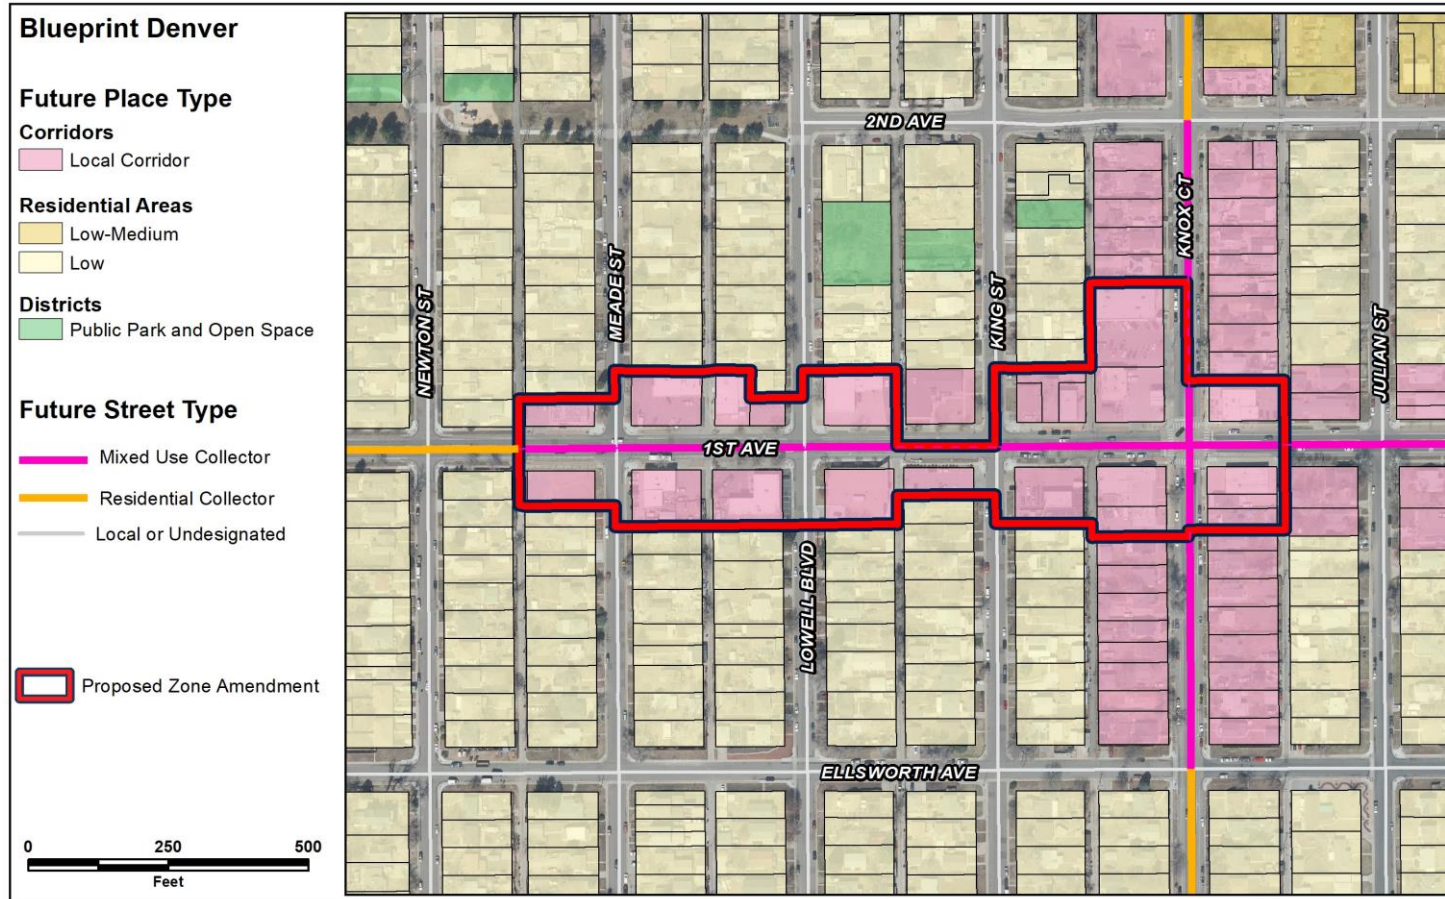 Blueprint Denver
Future Place Type
Corridors
Local Corridor
Residential Areas
Low-Medium
Low
Districts
Public Park and Open Space
Future Street Type
Mixed Use Collector
Residential Collector
Local or Undesignated
Proposed Zone Amendment
0 250 500
Feet
2ND AVE
KNOX CT
NEWTON ST
MEADE ST
KING ST
JULIAN ST
1ST AVE
LOWELL BLVD
ELLSWORTH AVE